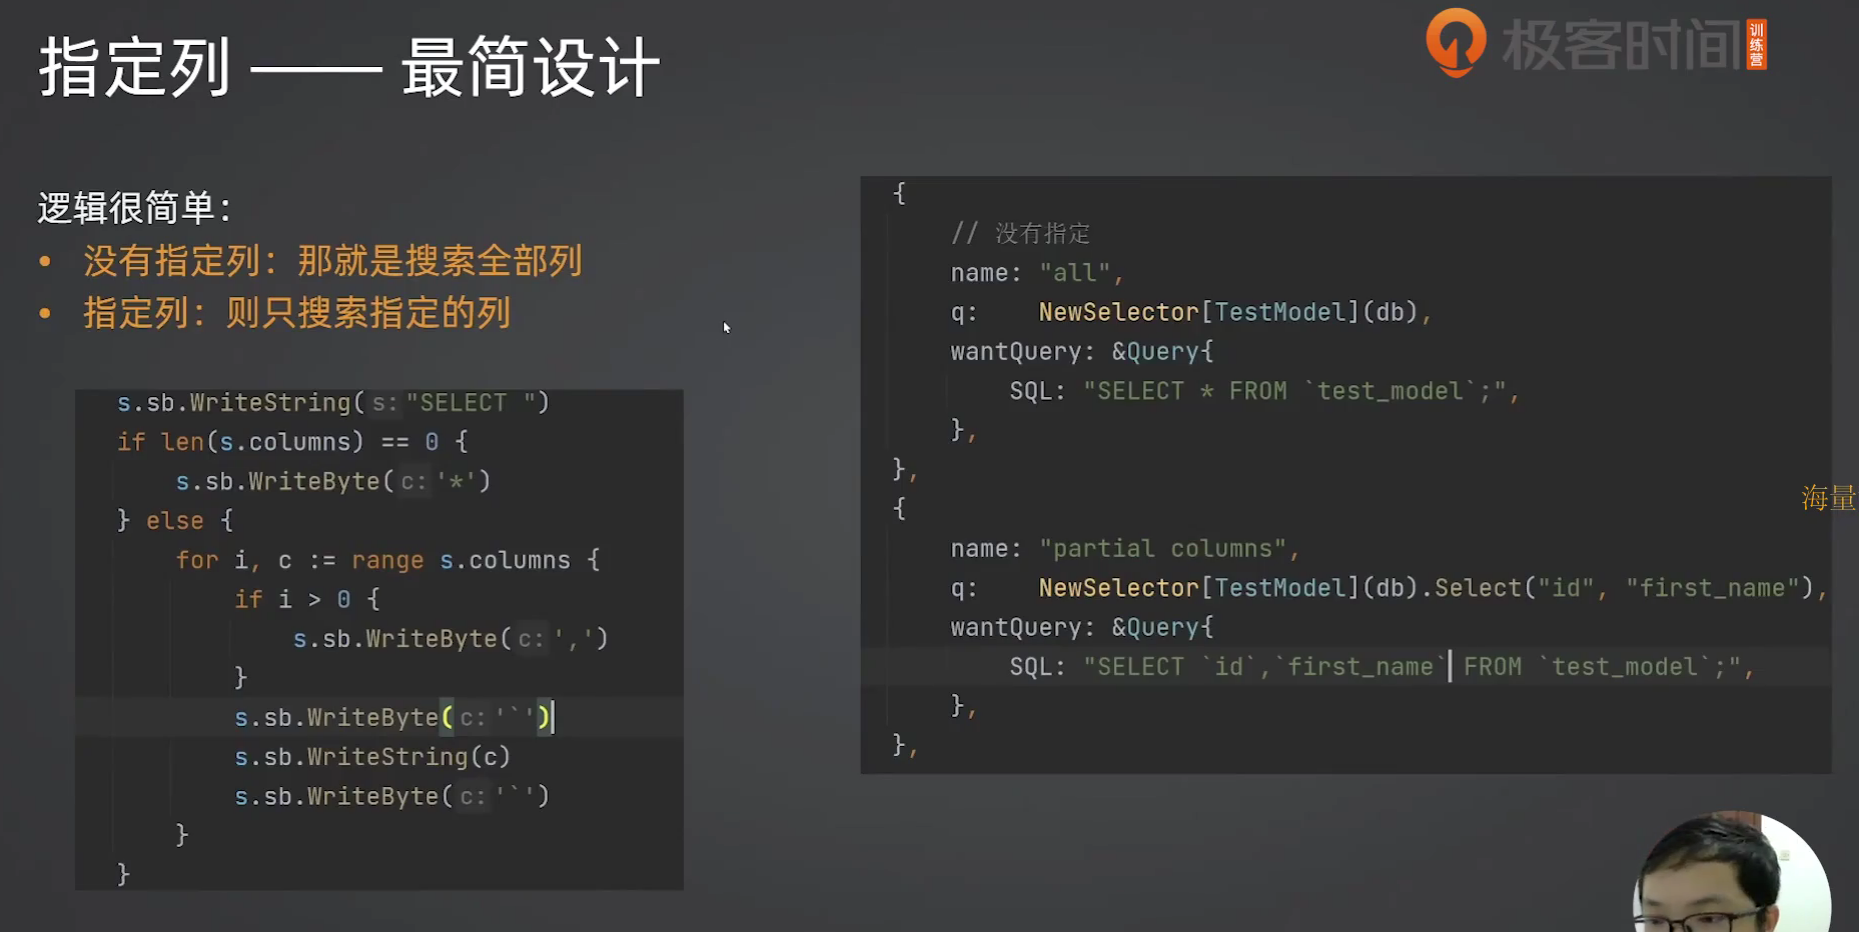 指定列 —— 最简设计
极客时间
训练营
逻辑很简单：
• 没有指定列：那就是搜索全部列
• 指定列：则只搜索指定的列
s.sb.WriteString( s: "SELECT ")
if len(s.columns) == 0 {
s.sb.WriteByte( c: '*')
} else {
for i, c := range s.columns {
if i > 0 {
s.sb.WriteByte( c: ',')
}
s.sb.WriteByte( c: '`')
s.sb.WriteString(c)
s.sb.WriteByte( c: '`')
}
}
{
// 没有指定
name: "all",
q: NewSelector[TestModel](db),
wantQuery: &Query{
SQL: "SELECT * FROM `test_model`;",
},
},
{
name: "partial columns",
q: NewSelector[TestModel](db).Select("id", "first_name"),
wantQuery: &Query{
SQL: "SELECT `id`,`first_name` FROM `test_model`;",
},
},
海量